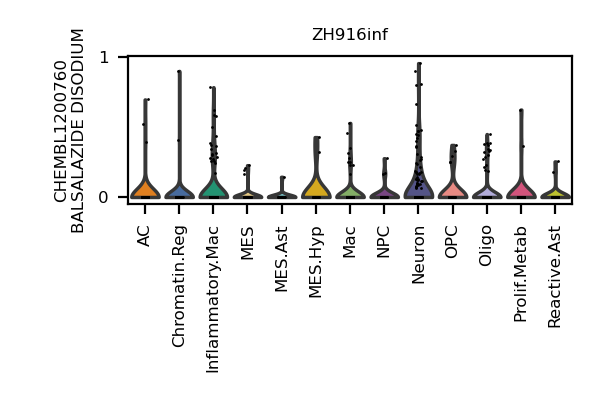 ZH916inf
CHEMBL1200760
BALSALAZIDE DISODIUM
1
0
AC
Chromatin.Reg
Inflammatory.Mac
MES
MES.Ast
MES.Hyp
Mac
NPC
Neuron
OPC
Oligo
Prolif.Metab
Reactive.Ast